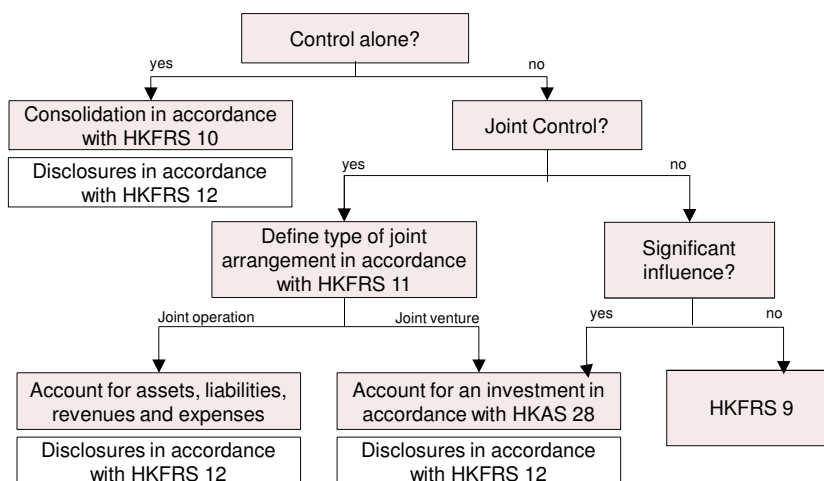 Control alone?
yes
no
Consolidation in accordance
with HKFRS 10
Joint Control?
Disclosures in accordance
with HKFRS 12
yes
no
Define type of joint
arrangement in accordance
with HKFRS 11
Significant
influence?
Joint operation
Joint venture
yes
no
Account for assets, liabilities,
revenues and expenses
Account for an investment in
accordance with HKAS 28
HKFRS 9
Disclosures in accordance
with HKFRS 12
Disclosures in accordance
with HKFRS 12